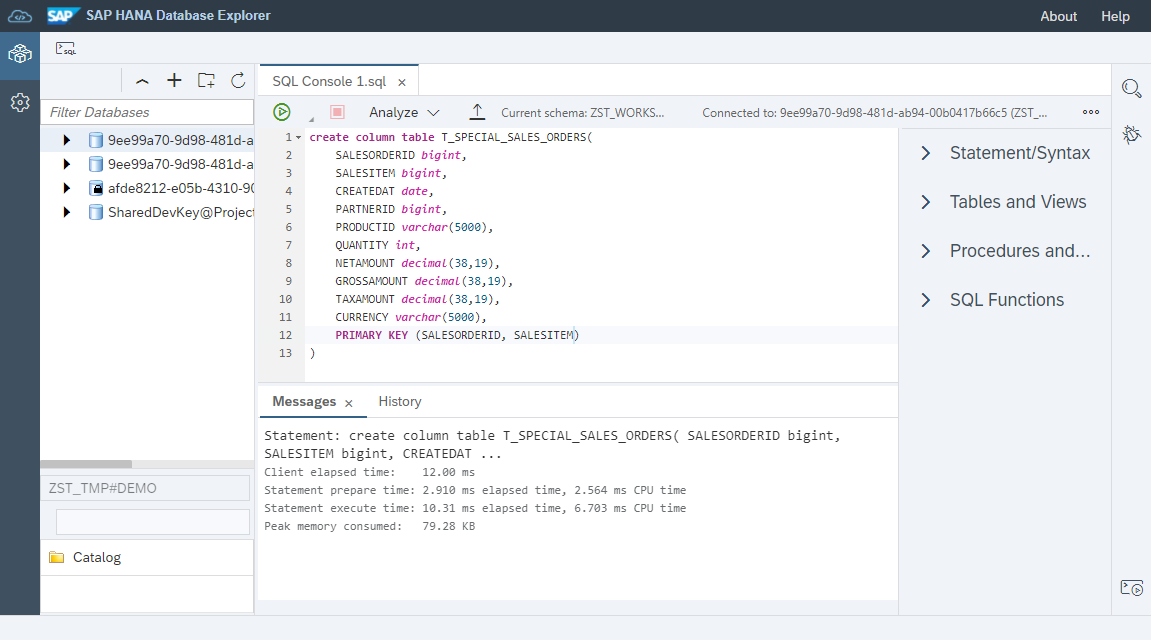 SAP SAP HANA Database Explorer
About Help
>_SQL
SQL Console 1.sql ×
Filter Databases
9ee99a70-9d98-481d-a
9ee99a70-9d98-481d-a
afde8212-e05b-4310-90
SharedDevKey@Project
ZST_TMP#DEMO
Catalog
Analyze Current schema: ZST_WORKS... Connected to: 9ee99a70-9d98-481d-ab94-00b0417b66c5 (ZST_...
1 create column table T_SPECIAL_SALES_ORDERS(
2 SALESORDERID bigint,
3 SALESITEM bigint,
4 CREATEDAT date,
5 PARTNERID bigint,
6 PRODUCTID varchar(5000),
7 QUANTITY int,
8 NETAMOUNT decimal(38,19),
9 GROSSAMOUNT decimal(38,19),
10 TAXAMOUNT decimal(38,19),
11 CURRENCY varchar(5000),
12 PRIMARY KEY (SALESORDERID, SALESITEM)
13 )
Messages × History
Statement: create column table T_SPECIAL_SALES_ORDERS( SALESORDERID bigint,
SALESITEM bigint, CREATEDAT ...
Client elapsed time: 12.00 ms
Statement prepare time: 2.910 ms elapsed time, 2.564 ms CPU time
Statement execute time: 10.31 ms elapsed time, 6.703 ms CPU time
Peak memory consumed: 79.28 KB
Statement/Syntax
Tables and Views
Procedures and...
SQL Functions